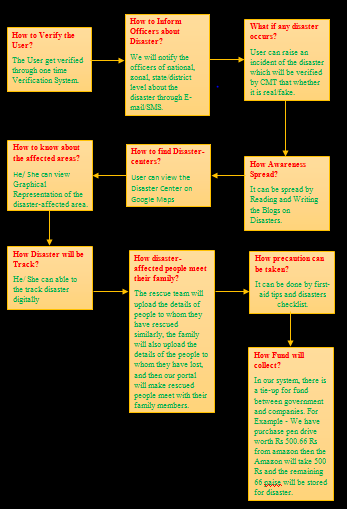 How to Verify the
User?
The User get verified
through one time
Verification System.
How to Inform
Officers about
Disaster?
We will notify the
officers of national,
zonal, state/district
level about the
disaster through E-
mail/SMS.
What if any disaster
occurs?
User can raise an
incident of the disaster
which will be verified
by CMT that whether
it is real/fake.
How Awareness
Spread?
It can be spread by
Reading and Writing
the Blogs on
Disasters.
How to find Disaster-
centers?
User can view the
Disaster Center on
Google Maps
How to know about
the affected areas?
He/ She can view
Graphical
Representation of the
disaster-affected area.
How Disaster will be
Track?
He/ She can able to
the track disaster
digitally
How disaster-
affected people meet
their family?
The rescue team will
upload the details of
people to whom they
have rescued
similarly, the family
will also upload the
details of the people to
whom they have lost,
and then our portal
will make rescued
people meet with their
family members.
How precaution can
be taken?
It can be done by first-
aid tips and disasters
checklist.
How Fund will
collect?
In our system, there is
a tie-up for fund
between government
and companies. For
Example - We have
purchase pen drive
worth Rs 500.66 Rs
from amazon then the
Amazon will take 500
Rs and the remaining
66 paise will be stored
for disaster.